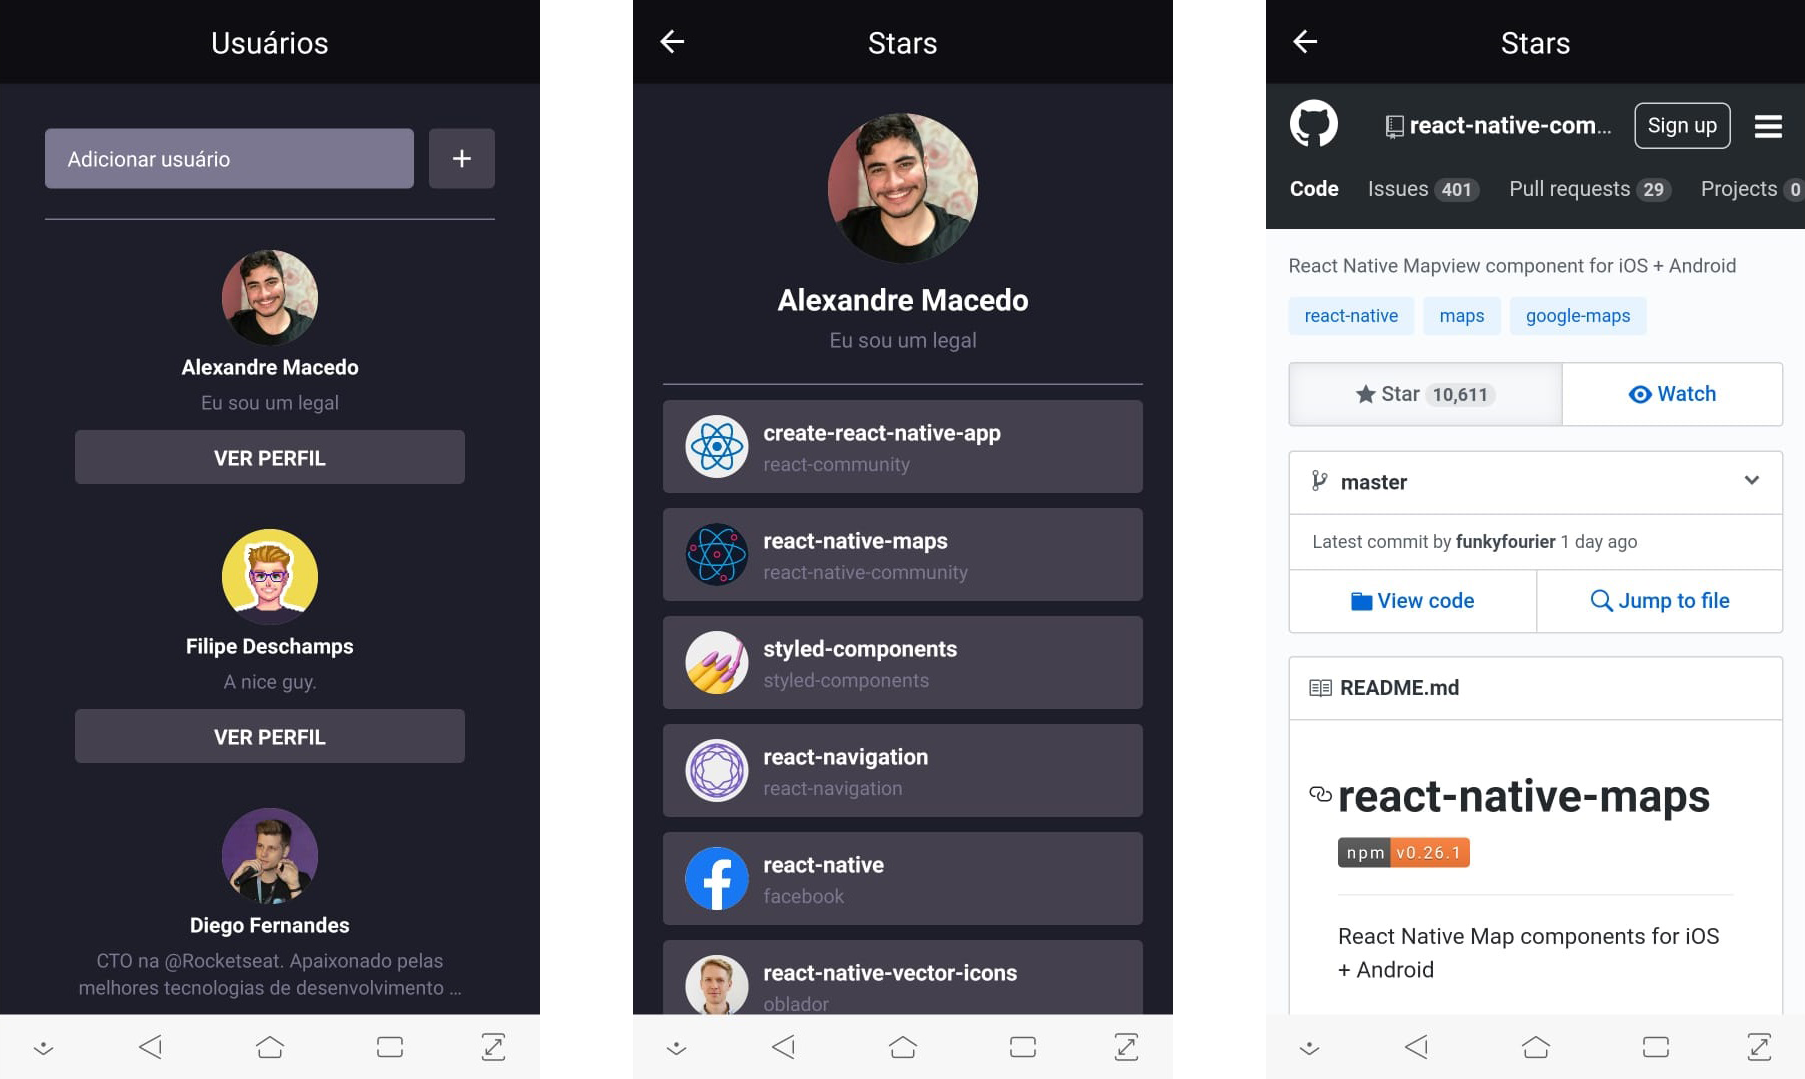 Usuários
Adicionar usuário
+
Alexandre Macedo
Eu sou um legal
VER PERFIL
Filipe Deschamps
A nice guy.
VER PERFIL
Diego Fernandes
CTO na @Rocketseat. Apaixonado pelas
melhores tecnologias de desenvolvimento ...
Stars
Alexandre Macedo
Eu sou um legal
create-react-native-app
react-community
react-native-maps
react-native-community
styled-components
styled-components
react-navigation
react-navigation
react-native
facebook
react-native-vector-icons
oblador
Stars
react-native-com... Sign up
Code Issues 401 Pull requests 29 Projects 0
React Native Mapview component for iOS + Android
react-native maps google-maps
Star 10,611 Watch
master
Latest commit by funkyfourier 1 day ago
View code Jump to file
README.md
react-native-maps
npm v0.26.1
React Native Map components for iOS
+ Android